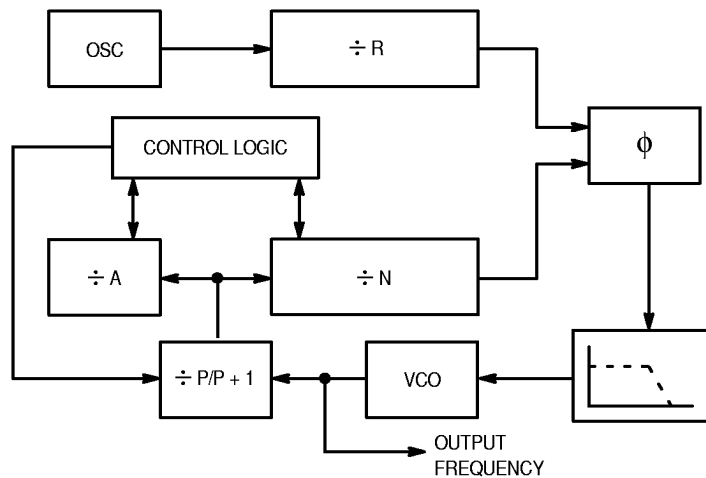 OSC
÷ R
CONTROL LOGIC
ϕ
÷ A
÷ N
÷ P/P + 1
VCO
OUTPUT
FREQUENCY